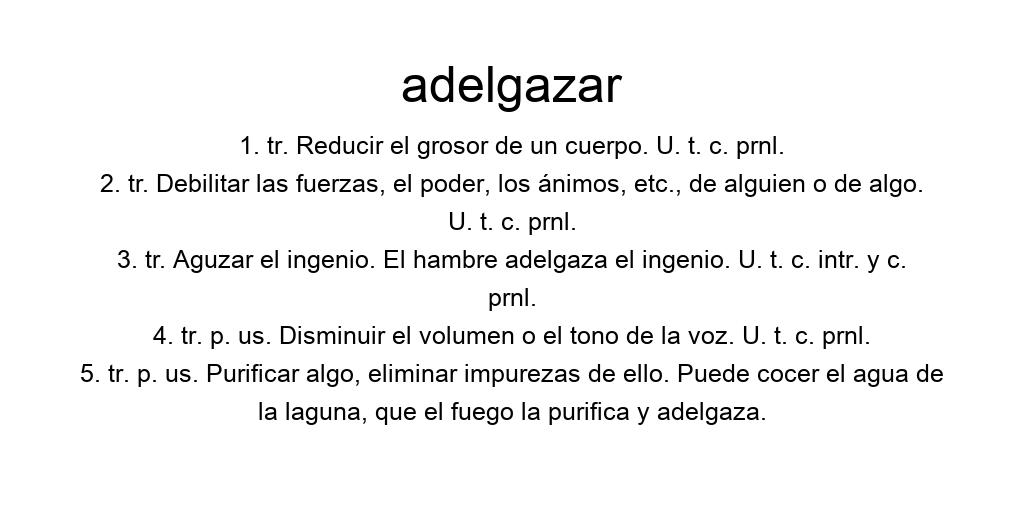 adelgazar
1. tr. Reducir el grosor de un cuerpo. U. t. c. prnl.
2. tr. Debilitar las fuerzas, el poder, los ánimos, etc., de alguien o de algo.
U. t. c. prnl.
3. tr. Aguzar el ingenio. El hambre adelgaza el ingenio. U. t. c. intr. y c.
prnl.
4. tr. p. us. Disminuir el volumen o el tono de la voz. U. t. c. prnl.
5. tr. p. us. Purificar algo, eliminar impurezas de ello. Puede cocer el agua de
la laguna, que el fuego la purifica y adelgaza.